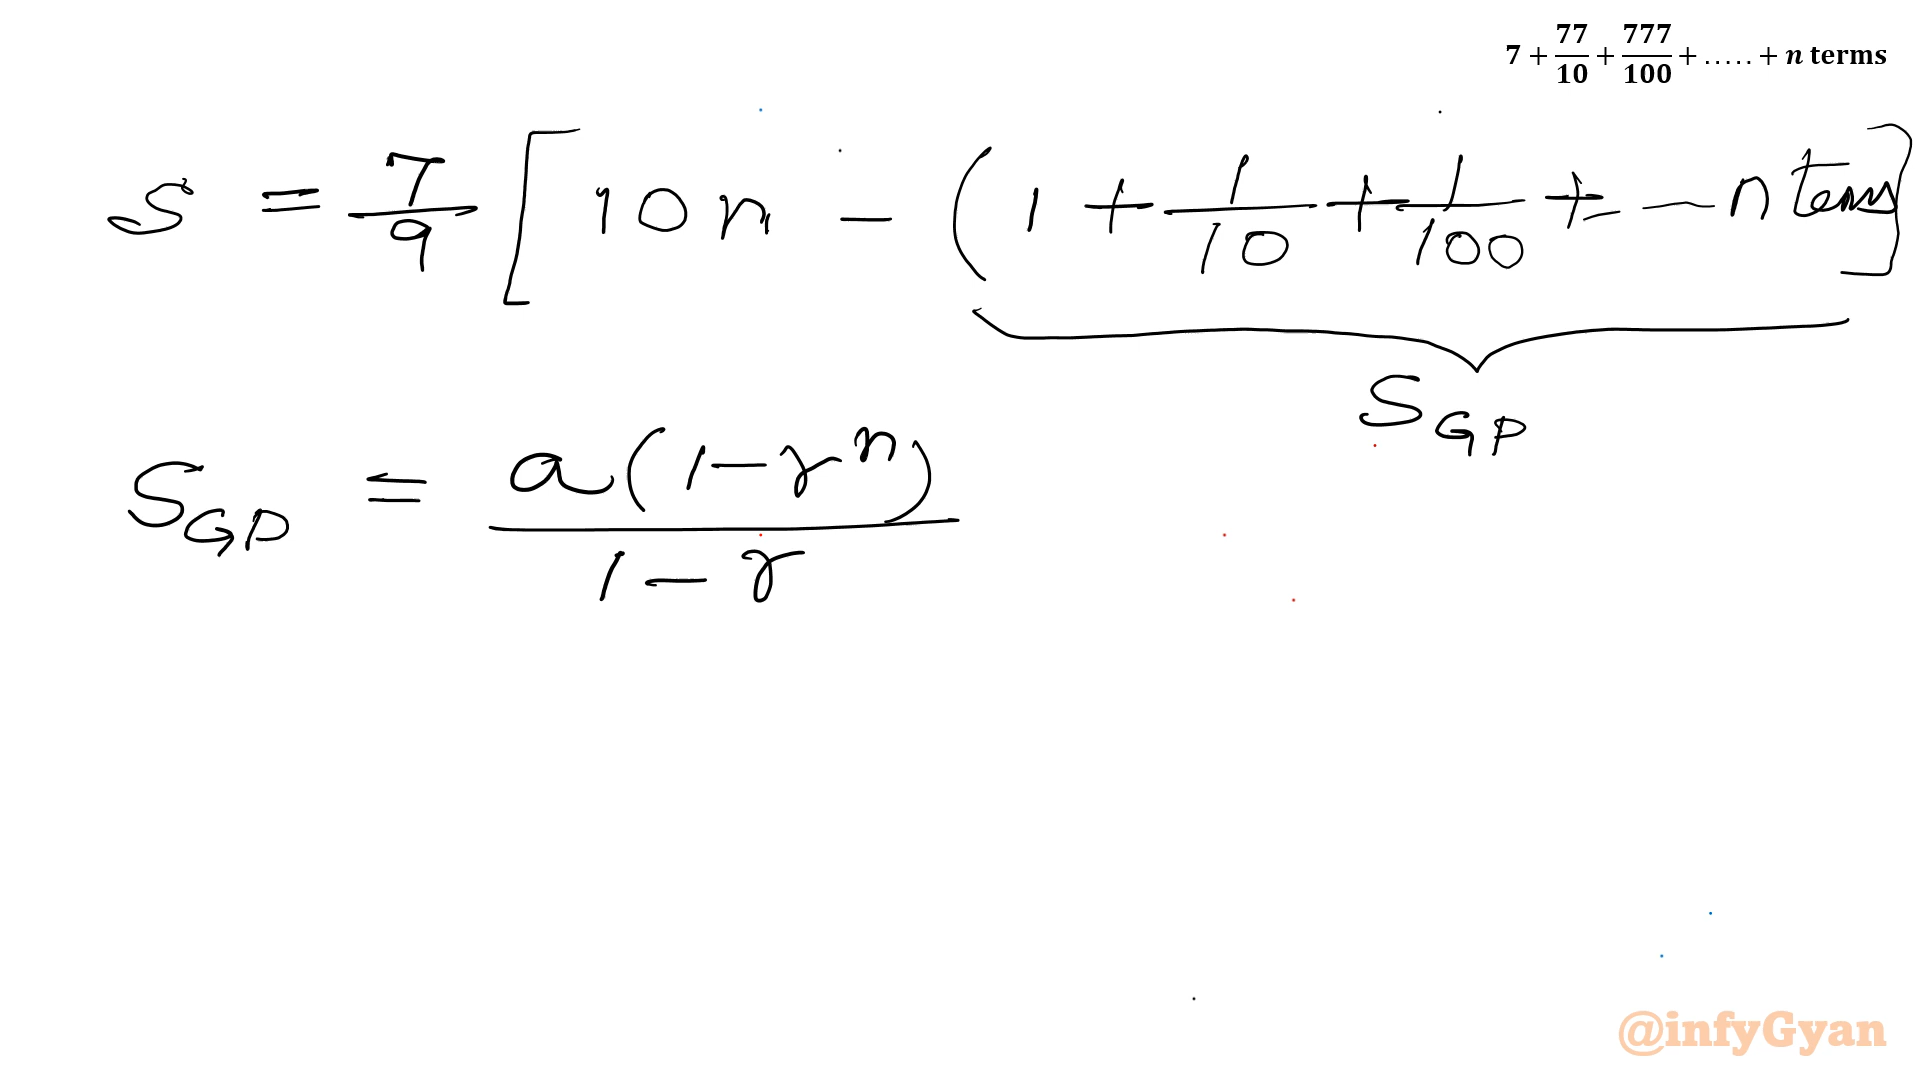 7 + 77/10 + 777/100 + ..... + n terms
S = 7/9 [ 10n - ( 1 + 1/10 + 1/100 + - - n terms ]
S_GP
S_GP = a(1-r^n) / 1-r
@infyGyan